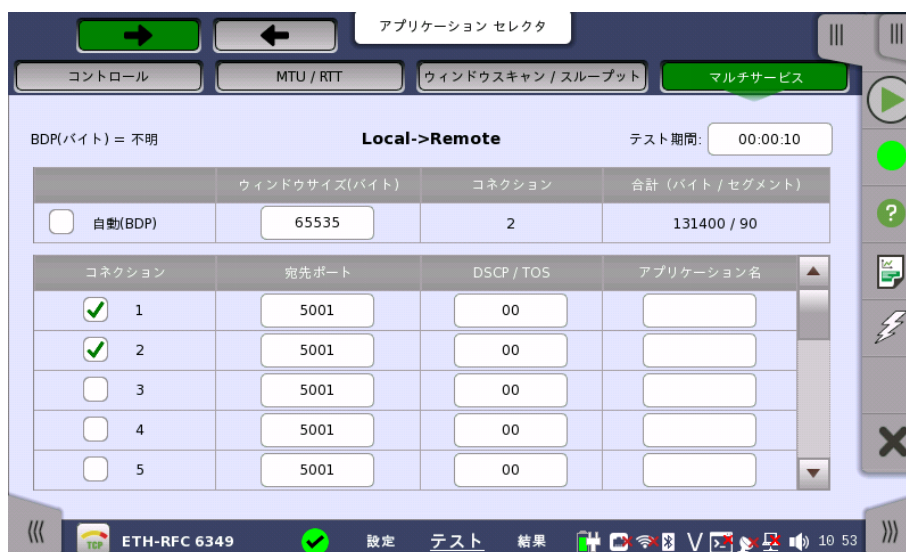 アプリケーション セレクタ
コントロール
MTU / RTT
ウィンドウスキャン / スループット
マルチサービス
BDP(バイト) = 不明
Local->Remote
テスト期間:
00:00:10
ウィンドウサイズ(バイト)
コネクション
合計 (バイト / セグメント)
自動(BDP)
65535
2
131400 / 90
コネクション
宛先ポート
DSCP / TOS
アプリケーション名
1
5001
00
2
5001
00
3
5001
00
4
5001
00
5
5001
00
TCP
ETH-RFC 6349
設定
テスト
結果
10 53